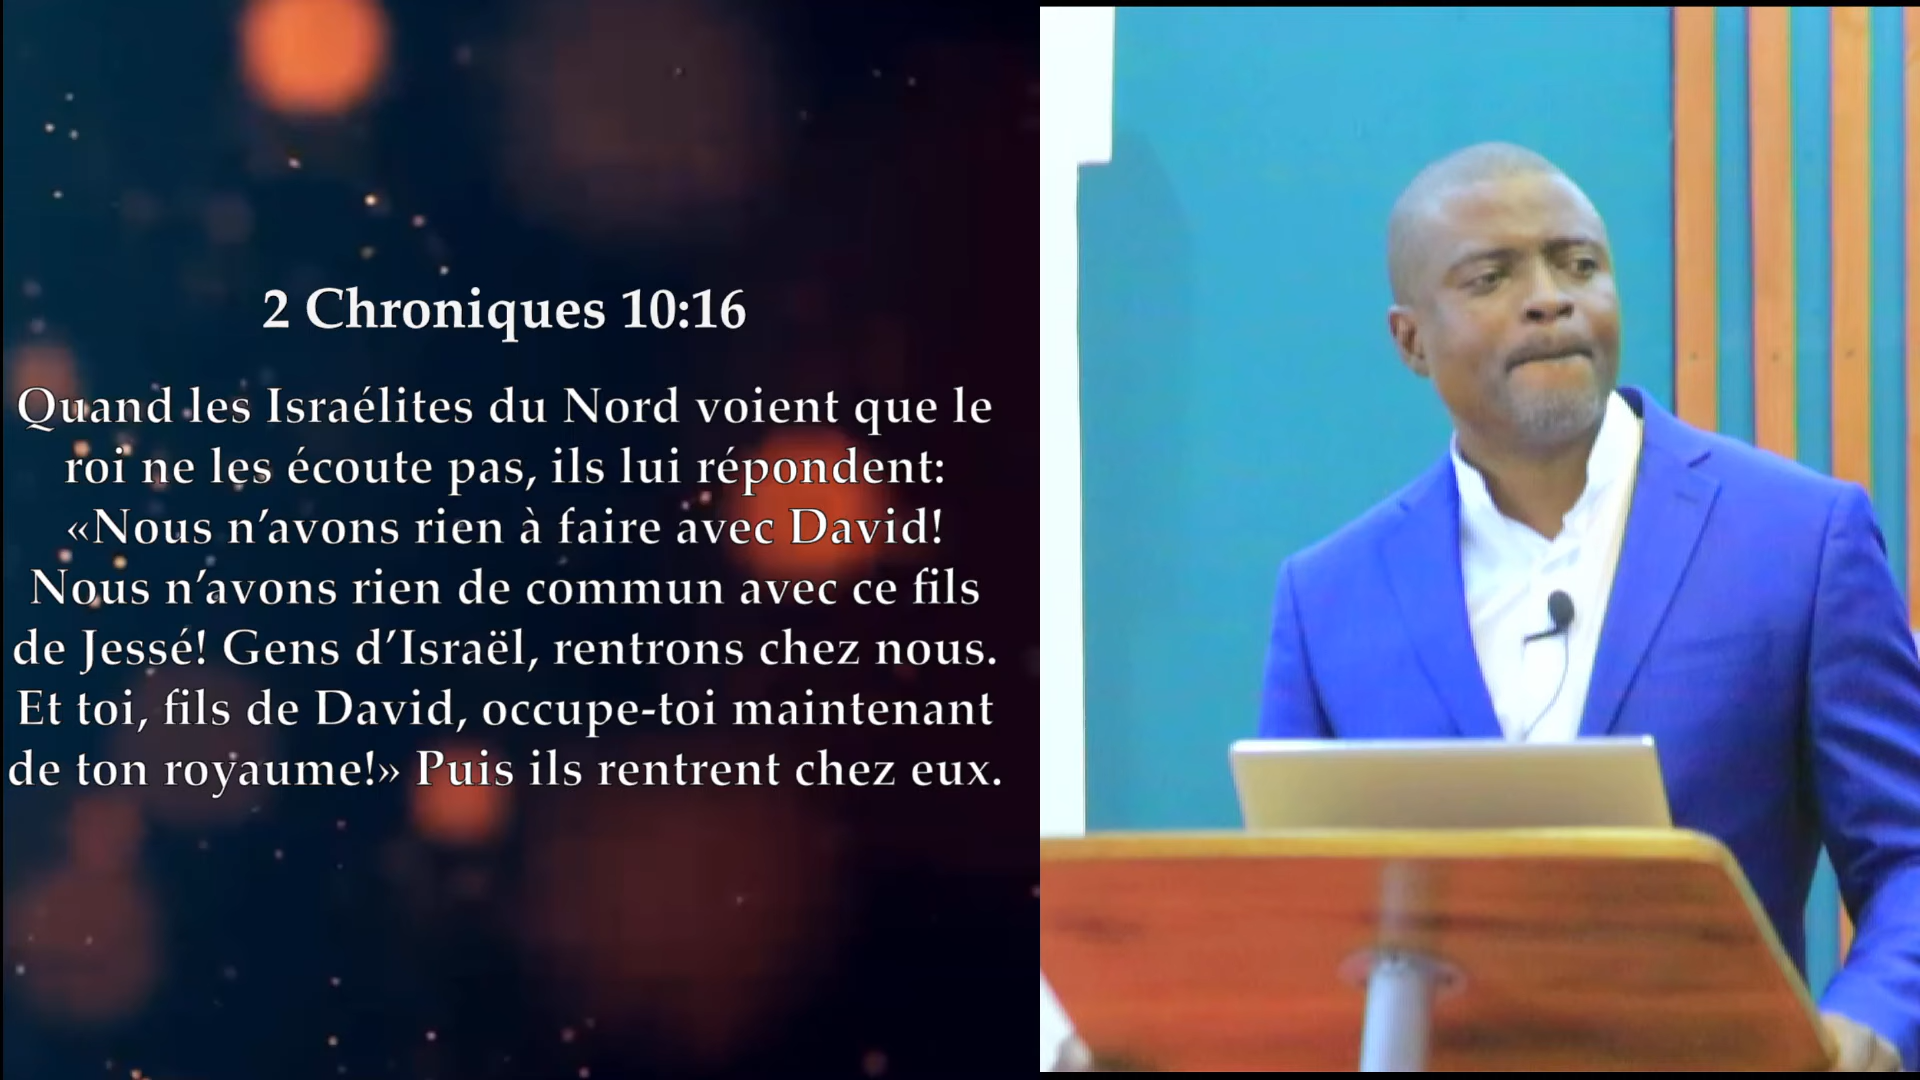 2 Chroniques 10:16
Quand les Israélites du Nord voient que le
roi ne les écoute pas, ils lui répondent:
«Nous n’avons rien à faire avec David!
Nous n’avons rien de commun avec ce fils
de Jessé! Gens d’Israël, rentrons chez nous.
Et toi, fils de David, occupe-toi maintenant
de ton royaume!» Puis ils rentrent chez eux.